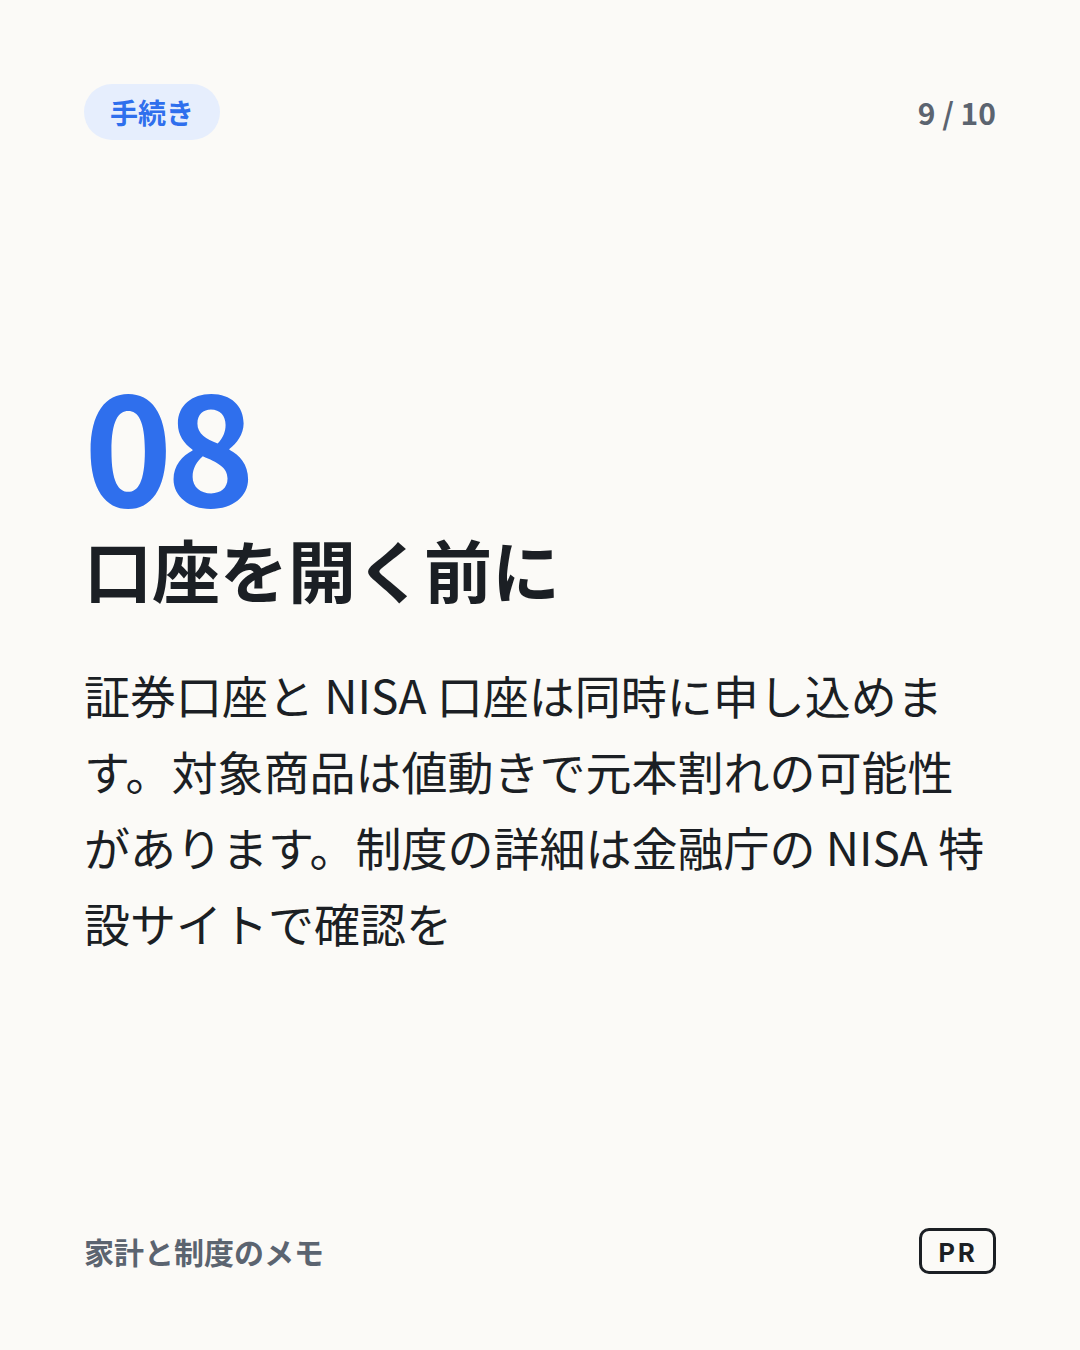 手続き
9 / 10
08
口座を開く前に
証券口座と NISA 口座は同時に申し込めま
す。対象商品は値動きで元本割れの可能性
があります。制度の詳細は金融庁の NISA 特
設サイトで確認を
家計と制度のメモ
PR